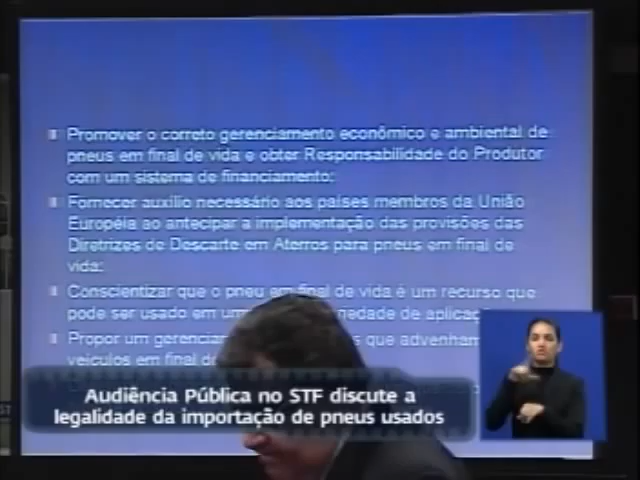 Promover o correto gerenciamento econômico e ambiental de
pneus em final de vida e obter Responsabilidade do Produtor
com um sistema de financiamento;
Fornecer auxílio necessário aos países membros da União
Européia ao antecipar a implementação das provisões das
Diretrizes de Descarte em Aterros para pneus em final de
vida;
Conscientizar que o pneu em final de vida é um recurso que
pode ser usado em
Propor um que advenham
veículos em final
Audiência Pública no STF discute a
legalidade da importação de pneus usados